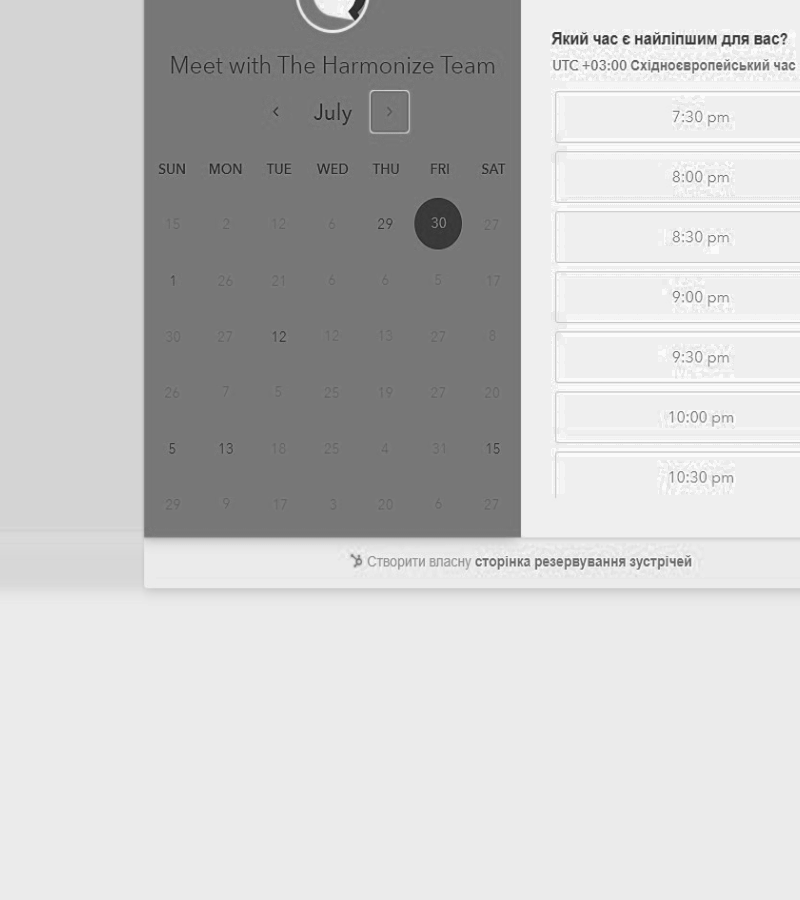 Meet with The Harmonize Team
July
SUN MON TUE WED THU FRI SAT
15 2 12 6 29 30 27
1 26 21 6 6 5 17
30 27 12 12 13 27 8
26 7 5 25 19 27 20
5 13 18 25 4 31 15
29 9 17 3 20 6 27
Який час є найліпшим для вас?
UTC +03:00 Східноєвропейський час
7:30 pm
8:00 pm
8:30 pm
9:00 pm
9:30 pm
10:00 pm
10:30 pm
Створити власну сторінка резервування зустрічей